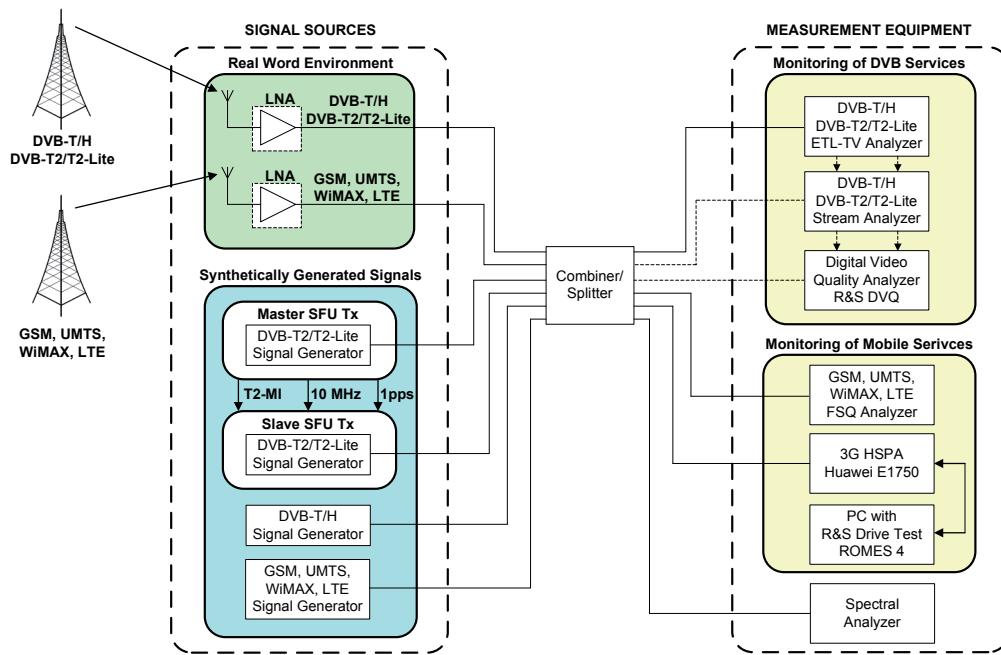 SIGNAL SOURCES
Real Word Environment
LNA
DVB-T/H
DVB-T2/T2-Lite
LNA
GSM, UMTS,
WiMAX, LTE
DVB-T/H
DVB-T2/T2-Lite
GSM, UMTS,
WiMAX, LTE
Synthetically Generated Signals
Master SFU Tx
DVB-T2/T2-Lite
Signal Generator
T2-MI
10 MHz
1pps
Slave SFU Tx
DVB-T2/T2-Lite
Signal Generator
DVB-T/H
Signal Generator
GSM, UMTS,
WiMAX, LTE
Signal Generator
Combiner/
Splitter
MEASUREMENT EQUIPMENT
Monitoring of DVB Services
DVB-T/H
DVB-T2/T2-Lite
ETL-TV Analyzer
DVB-T/H
DVB-T2/T2-Lite
Stream Analyzer
Digital Video
Quality Analyzer
R&S DVQ
Monitoring of Mobile Serivces
GSM, UMTS,
WiMAX, LTE
FSQ Analyzer
3G HSPA
Huawei E1750
PC with
R&S Drive Test
ROMES 4
Spectral
Analyzer